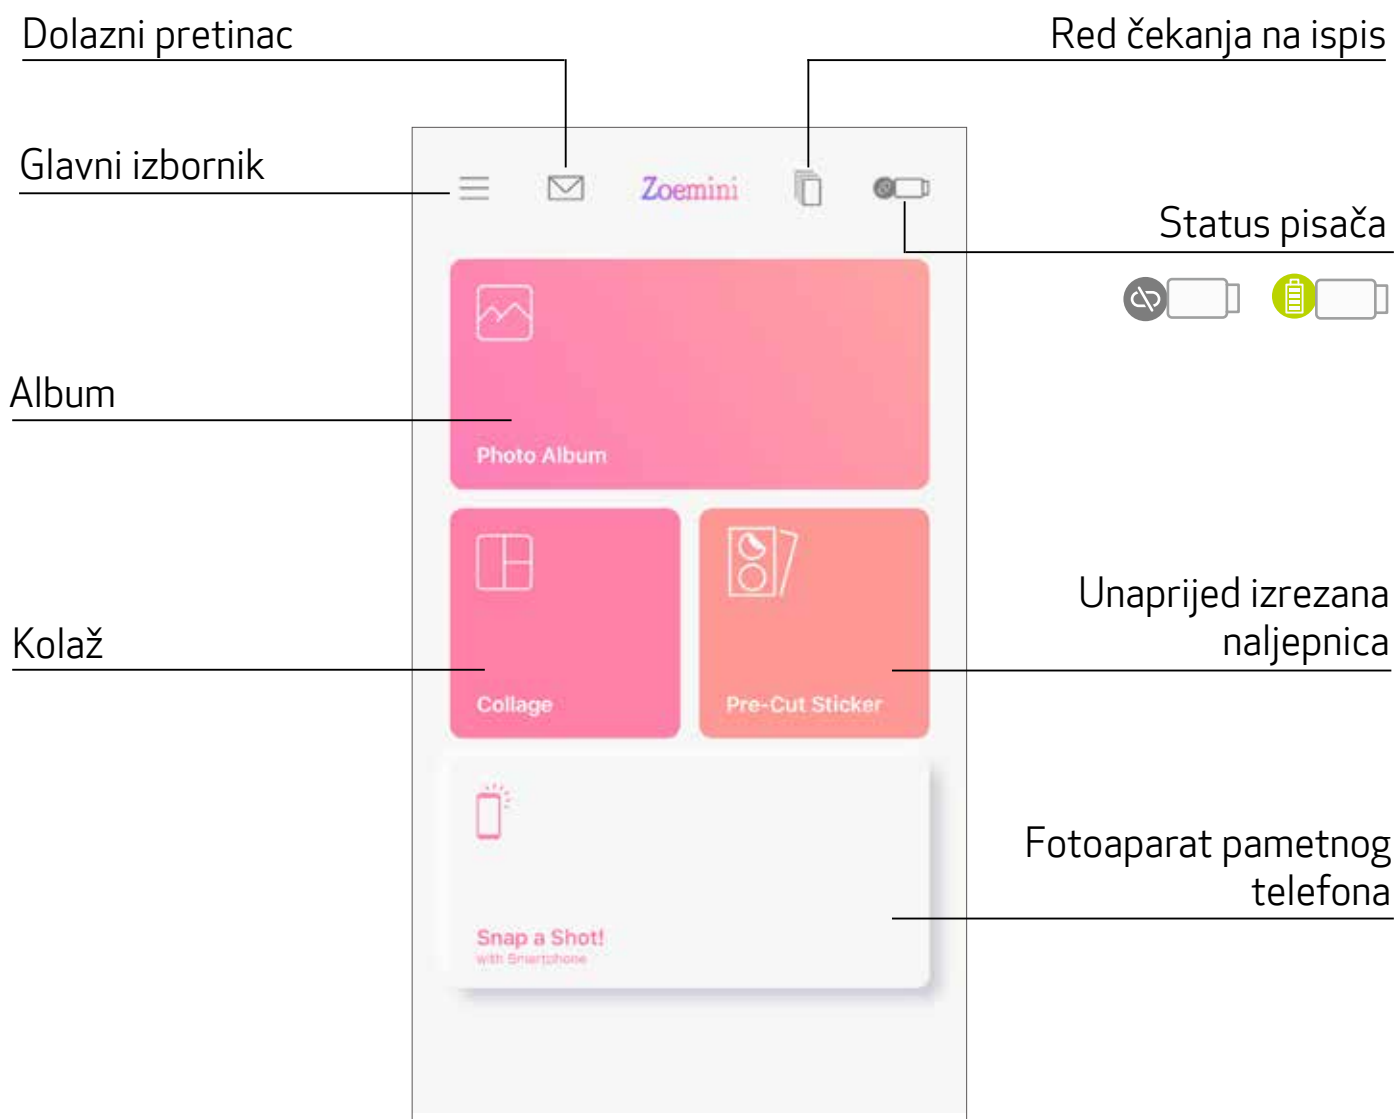 Dolazni pretinac
Red čekanja na ispis
Glavni izbornik
Zoemini
Status pisača
Album
Photo Album
Unaprijed izrezana
naljepnica
Kolaž
Collage
Pre-Cut Sticker
Fotoaparat pametnog
telefona
Snap a Shot!
with Smartphone